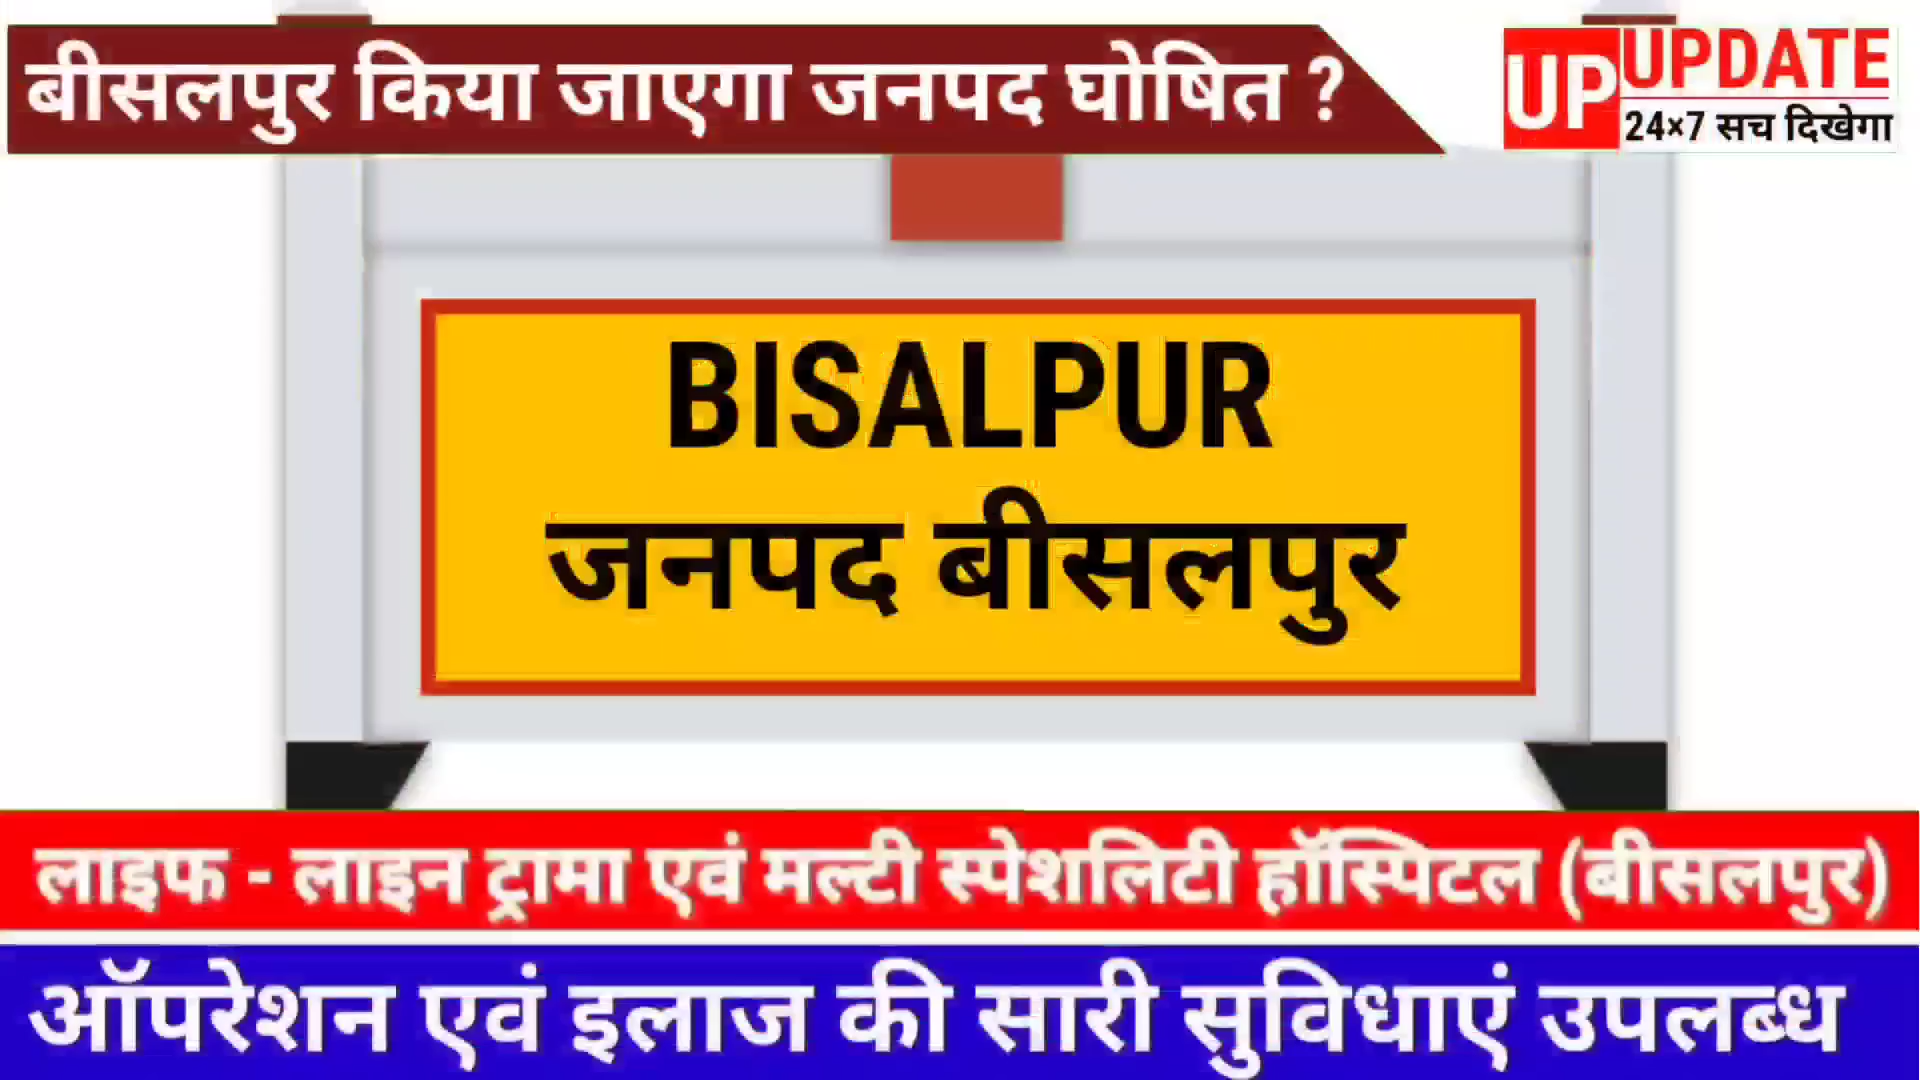 बीसलपुर किया जाएगा जनपद घोषित ?
UP UPDATE
24×7 सच दिखेगा
BISALPUR
जनपद बीसलपुर
लाइफ - लाइन ट्रामा एवं मल्टी स्पेशलिटी हॉस्पिटल (बीसलपुर)
ऑपरेशन एवं इलाज की सारी सुविधाएं उपलब्ध